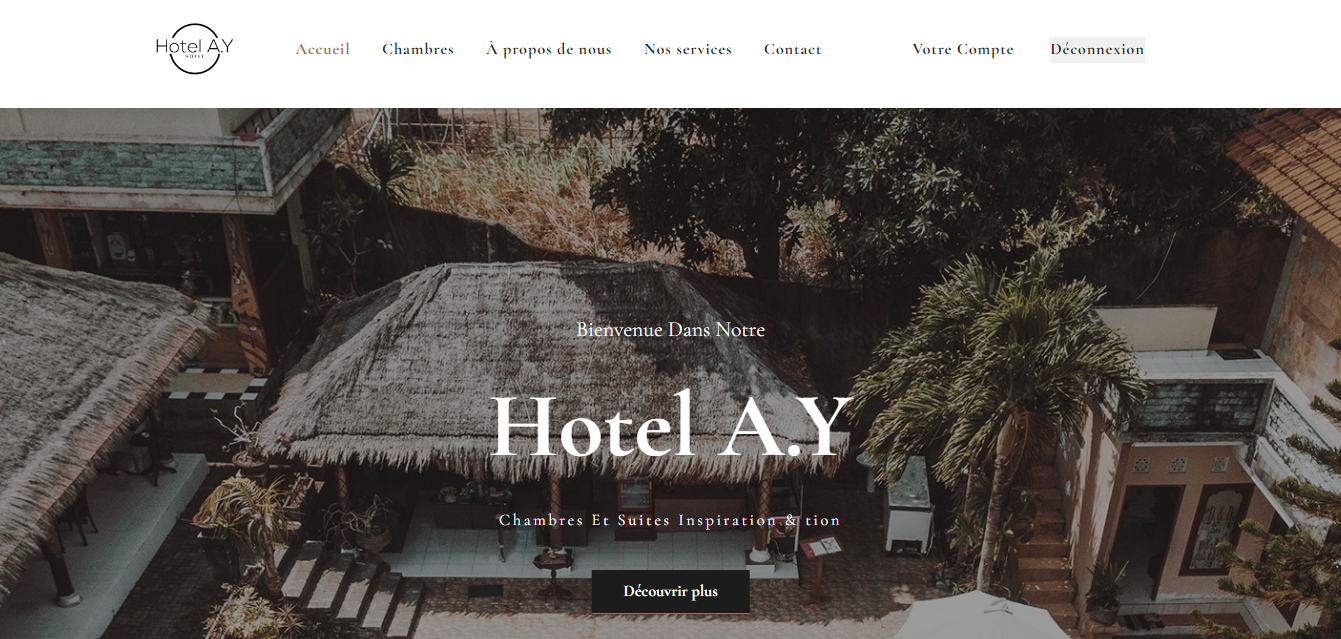 Hotel A.Y
HOTEL
Accueil Chambres À propos de nous Nos services Contact Votre Compte Déconnexion
Bienvenue Dans Notre
Hotel A.Y
Chambres Et Suites Inspiration & tion
Découvrir plus